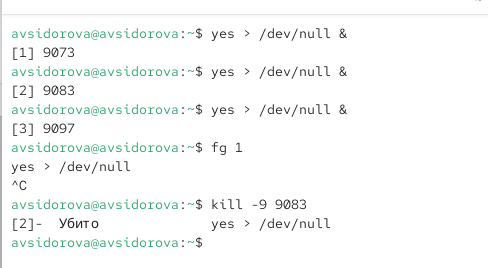 avsidorova@avsidorova:~$ yes > /dev/null &
[1] 9073
avsidorova@avsidorova:~$ yes > /dev/null &
[2] 9083
avsidorova@avsidorova:~$ yes > /dev/null &
[3] 9097
avsidorova@avsidorova:~$ fg 1
yes > /dev/null
^C
avsidorova@avsidorova:~$ kill -9 9083
[2]-  Убито              yes > /dev/null
avsidorova@avsidorova:~$